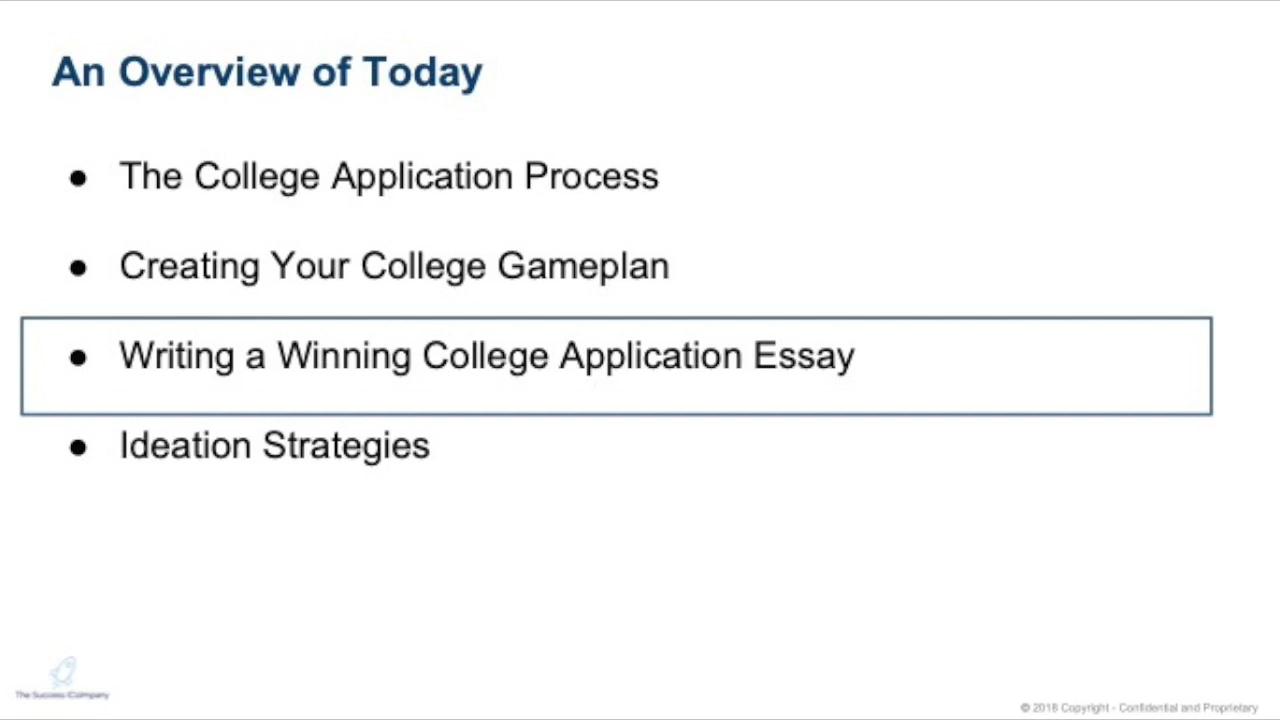 An Overview of Today
● The College Application Process
● Creating Your College Gameplan
● Writing a Winning College Application Essay
● Ideation Strategies
The Success Company
© 2018 Copyright - Confidential and Proprietary